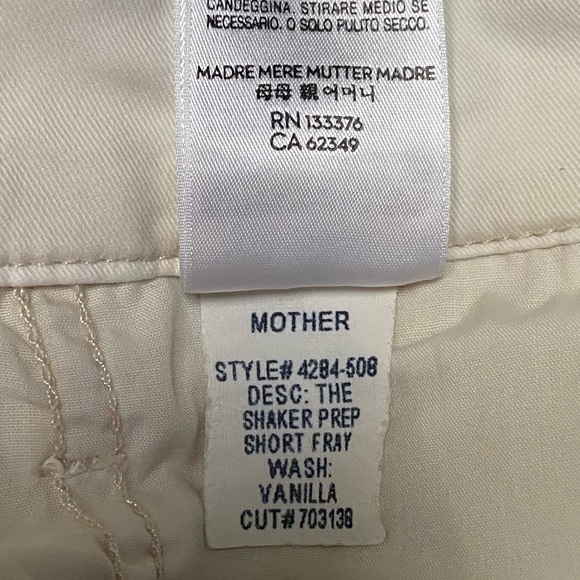 CANDEGGINA. STIRARE MEDIO SE
NECESSARIO. O SOLO PULITO SECCO.
MADRE MERE MUTTER MADRE
母母 親 어머니
RN 133376
CA 62349
MOTHER
STYLE# 4284-508
DESC: THE
SHAKER PREP
SHORT FRAY
WASH:
VANILLA
CUT# 703138